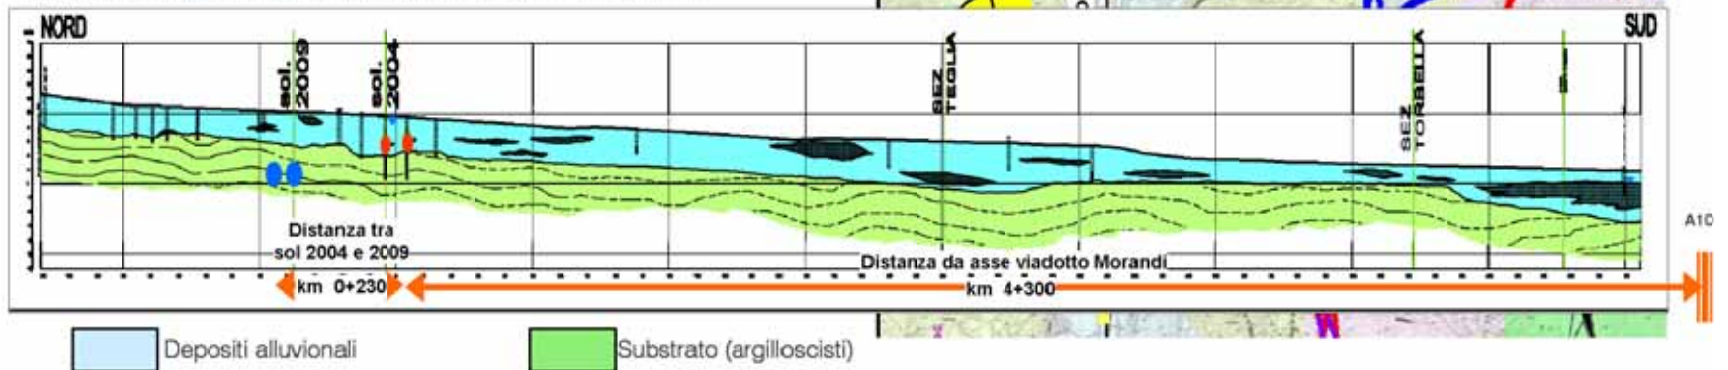 NORD
SUD
sol.
2009
sol.
2004
SEZ
TEGLIA
SEZ
TORBELLA
A10
Distanza tra
sol 2004 e 2009
Distanza da asse viadotto Morandi
km 0+230
km 4+300
Depositi alluvionali
Substrato (argilloscisti)